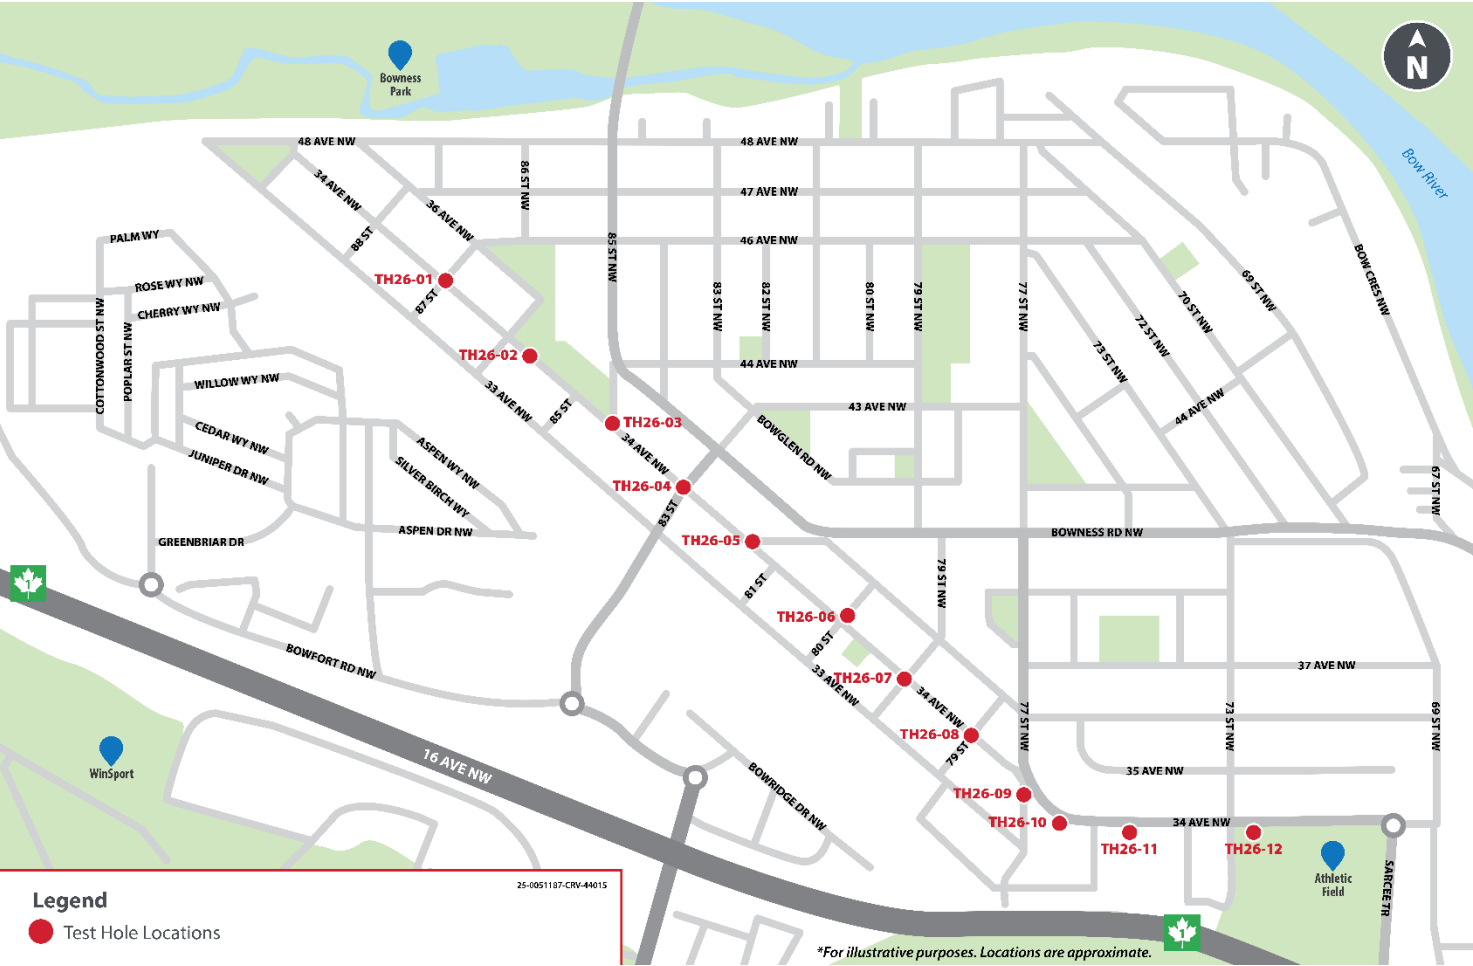 N
Bowness
Park
Bow River
48 AVE NW
48 AVE NW
34 AVE NW
86 ST NW
47 AVE NW
36 AVE NW
88 ST
PALM WY
85 ST NW
46 AVE NW
BOW CRES NW
TH26-01
ROSE WY NW
87 ST
83 ST NW
82 ST NW
80 ST NW
79 ST NW
77 ST NW
69 ST NW
70 ST NW
CHERRY WY NW
COTTONWOOD ST NW
POPLAR ST NW
72 ST NW
73 ST NW
TH26-02
44 AVE NW
WILLOW WY NW
33 AVE NW
85 ST
43 AVE NW
44 AVE NW
TH26-03
CEDAR WY NW
34 AVE NW
BOWGLEN RD NW
ASPEN WY NW
JUNIPER DR NW
SILVER BIRCH WY
TH26-04
67 ST NW
83 ST
ASPEN DR NW
BOWNESS RD NW
GREENBRIAR DR
TH26-05
1
81 ST
79 ST NW
TH26-06
80 ST
BOWFORT RD NW
37 AVE NW
33 AVE NW
TH26-07
34 AVE NW
77 ST NW
73 ST NW
69 ST NW
TH26-08
79 ST
WinSport
16 AVE NW
35 AVE NW
BOWRIDGE DR NW
TH26-09
TH26-10
34 AVE NW
TH26-11
TH26-12
Athletic
Field
SARCEE TR
25-0051187-CRV-44015
Legend
Test Hole Locations
1
*For illustrative purposes. Locations are approximate.